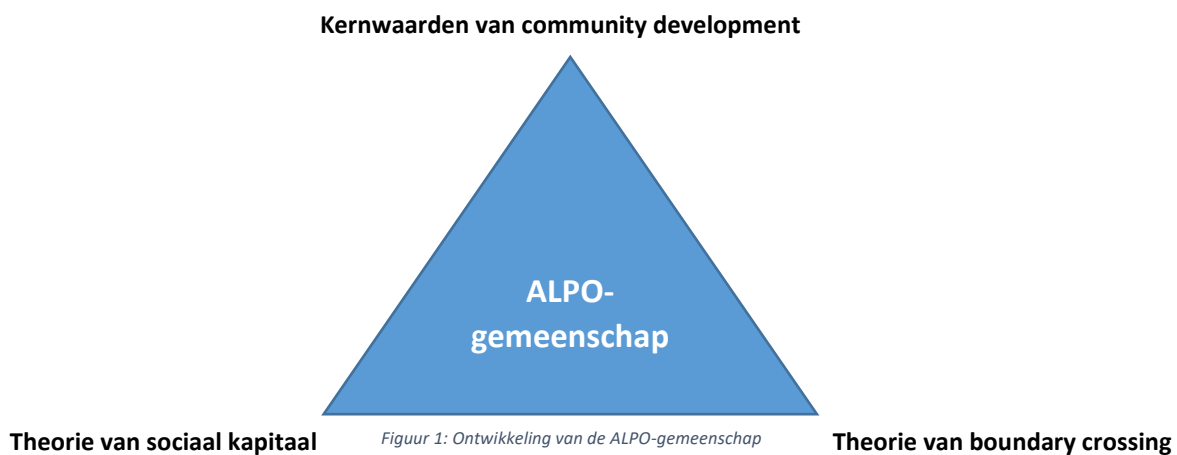 Kernwaarden van community development
ALPO-
gemeenschap
Theorie van sociaal kapitaal
Figuur 1: Ontwikkeling van de ALPO-gemeenschap
Theorie van boundary crossing